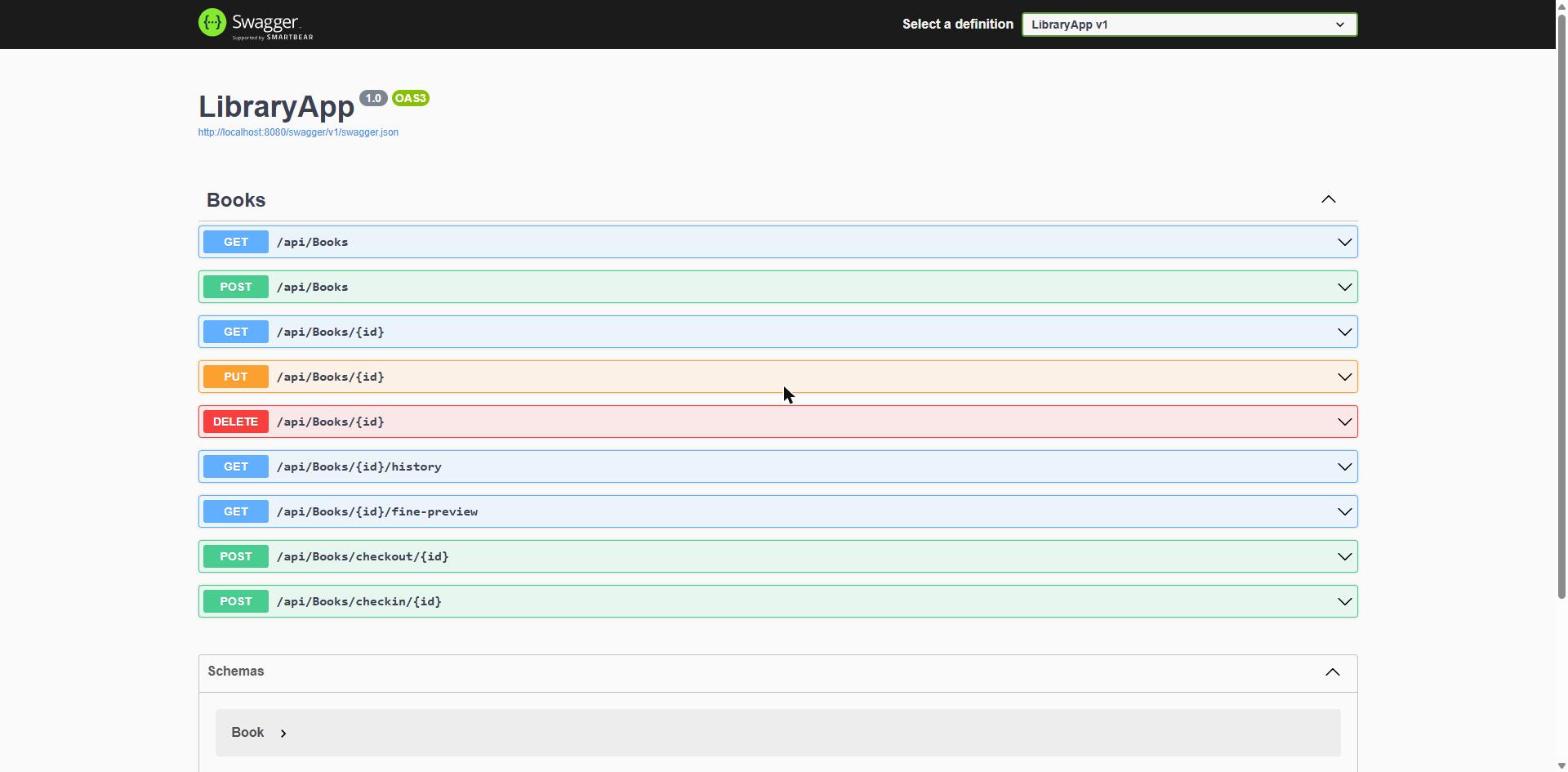 Swagger
Supported by SMARTBEAR
Select a definition
LibraryApp v1
LibraryApp 1.0 OAS3
http://localhost:8080/swagger/v1/swagger.json
Books
GET /api/Books
POST /api/Books
GET /api/Books/{id}
PUT /api/Books/{id}
DELETE /api/Books/{id}
GET /api/Books/{id}/history
GET /api/Books/{id}/fine-preview
POST /api/Books/checkout/{id}
POST /api/Books/checkin/{id}
Schemas
Book